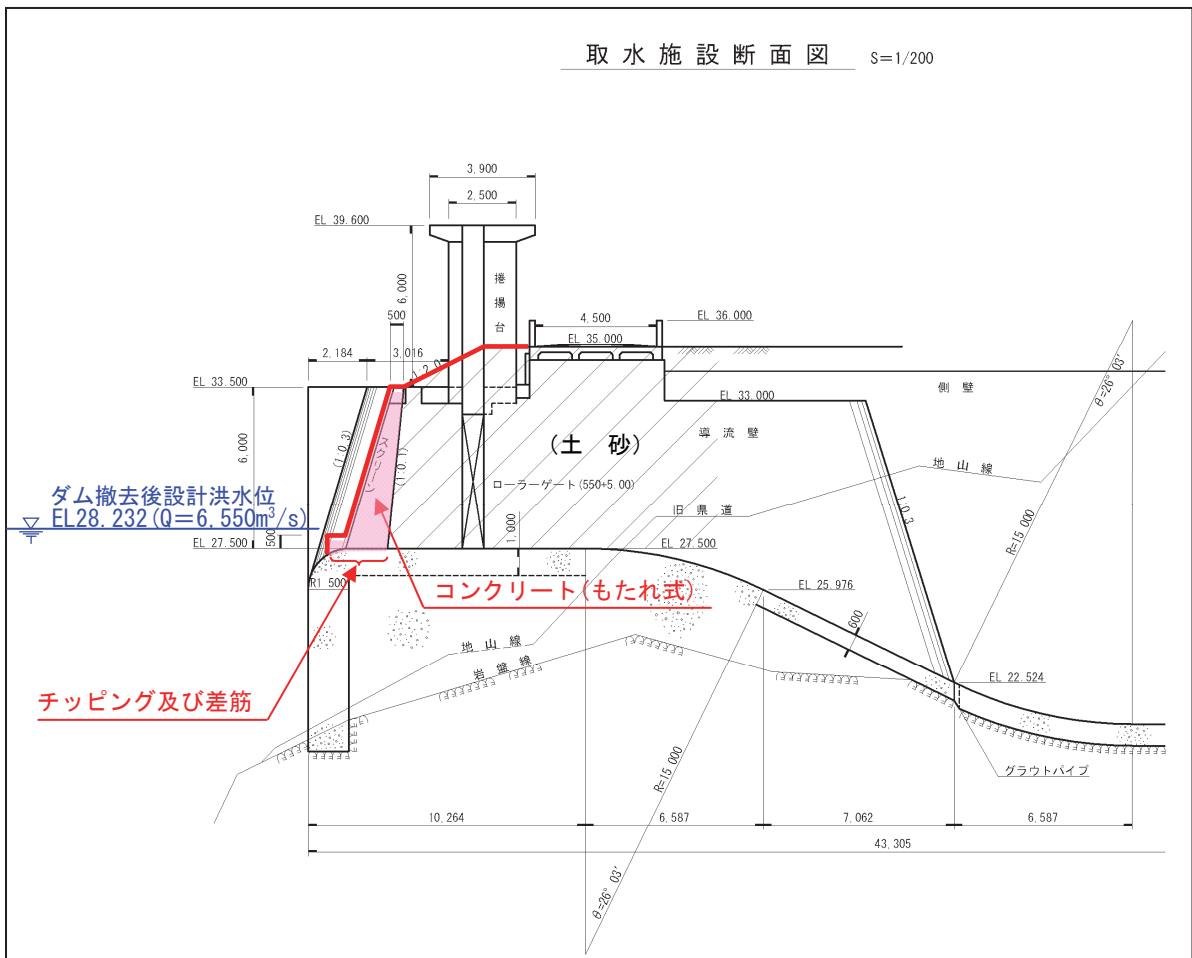 取水施設断面図 S=1/200
3,900
2,500
EL 39.600
捲揚台
6,000
500
4,500
EL 36.000
EL 35.000
2,184
3,016
1:2.0
θ=26° 03'
EL 33.500
側壁
EL 33.000
(1:0.3)
スクリーン
(1:0.1)
(土砂)
導流壁
6,000
地山線
ローラーゲート(550+5.00)
ダム撤去後設計洪水位
EL28.232(Q=6,550m³/s)
旧県道
1:0.3
R=15 000
500
1,000
EL 27.500
EL 27.500
R1 500
コンクリート(もたれ式)
EL 25.976
600
地山線
岩盤線
EL 22.524
チッピング及び差筋
R=15 000
グラウトパイプ
10,264
6,587
7,062
6,587
43,305
θ=26° 03'